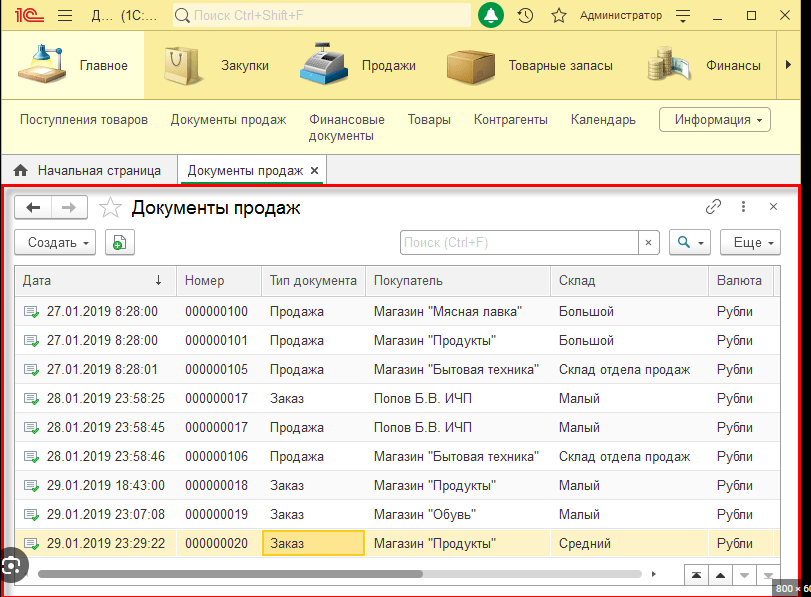 1С Д... (1С:... Поиск Ctrl+Shift+F Администратор
Главное Закупки Продажи Товарные запасы Финансы
Поступления товаров Документы продаж Финансовые документы Товары Контрагенты Календарь Информация
Начальная страница Документы продаж
Документы продаж
Создать Поиск (Ctrl+F) Еще
Дата Номер Тип документа Покупатель Склад Валюта
27.01.2019 8:28:00 000000100 Продажа Магазин "Мясная лавка" Большой Рубли
27.01.2019 8:28:00 000000101 Продажа Магазин "Продукты" Большой Рубли
27.01.2019 8:28:01 000000105 Продажа Магазин "Бытовая техника" Склад отдела продаж Рубли
28.01.2019 23:58:25 000000017 Заказ Попов Б.В. ИЧП Малый Рубли
28.01.2019 23:58:45 000000017 Продажа Попов Б.В. ИЧП Малый Рубли
28.01.2019 23:58:46 000000106 Продажа Магазин "Бытовая техника" Склад отдела продаж Рубли
29.01.2019 18:43:00 000000018 Заказ Магазин "Продукты" Малый Рубли
29.01.2019 23:07:08 000000019 Заказ Магазин "Обувь" Малый Рубли
29.01.2019 23:29:22 000000020 Заказ Магазин "Продукты" Средний Рубли
800 × 60